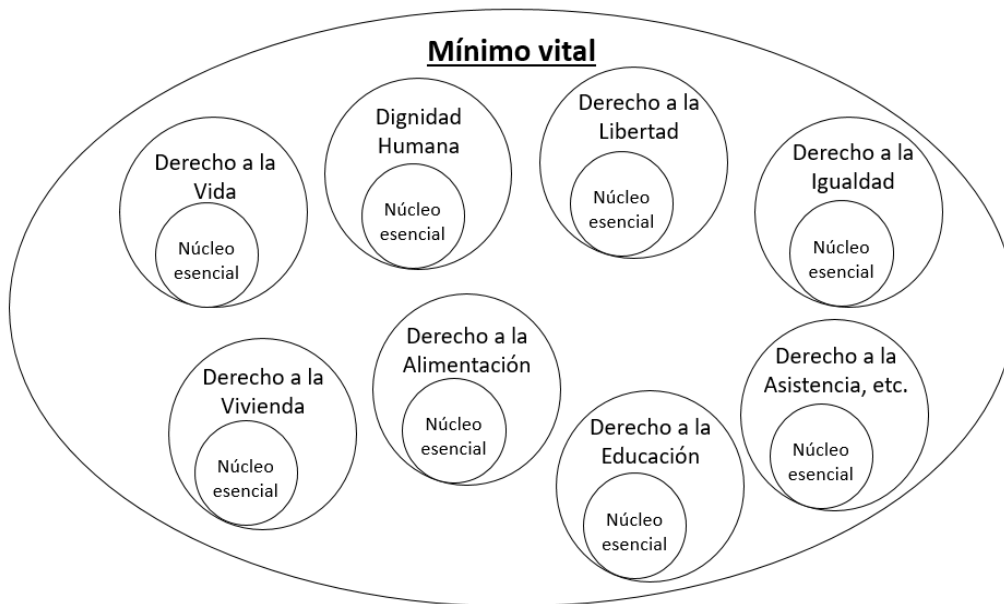 Mínimo vital
Derecho a la
Vida
Núcleo
esencial
Dignidad
Humana
Núcleo
esencial
Derecho a la
Libertad
Núcleo
esencial
Derecho a la
Igualdad
Núcleo
esencial
Derecho a la
Vivienda
Núcleo
esencial
Derecho a la
Alimentación
Núcleo
esencial
Derecho a la
Educación
Núcleo
esencial
Derecho a la
Asistencia, etc.
Núcleo
esencial